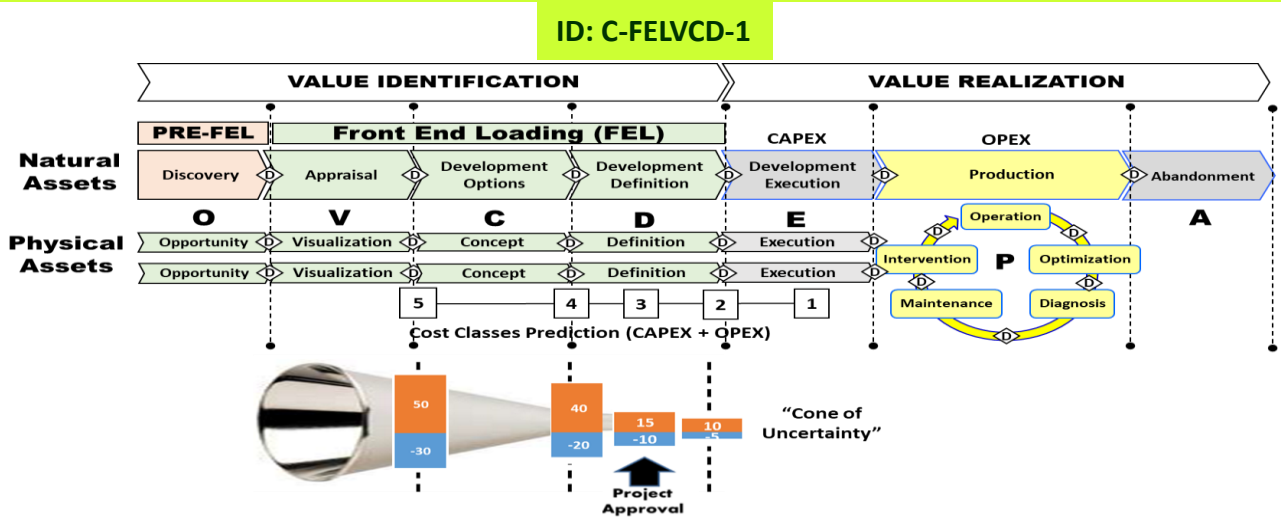 ID: C-FELVCD-1
VALUE IDENTIFICATION
VALUE REALIZATION
PRE-FEL
Front End Loading (FEL)
CAPEX
OPEX
Natural
Assets
Discovery
D
Appraisal
D
Development
Options
D
Development
Definition
D
Development
Execution
D
Production
D
Abandonment
O
V
C
D
E
P
A
Physical
Assets
Opportunity
D
Visualization
D
Concept
D
Definition
D
Execution
D
Opportunity
D
Visualization
D
Concept
D
Definition
D
Execution
D
Operation
D
Optimization
D
Diagnosis
D
Maintenance
D
Intervention
D
5
4
3
2
1
Cost Classes Prediction (CAPEX + OPEX)
50
-30
40
-20
15
-10
10
-5
“Cone of
Uncertainty”
Project
Approval